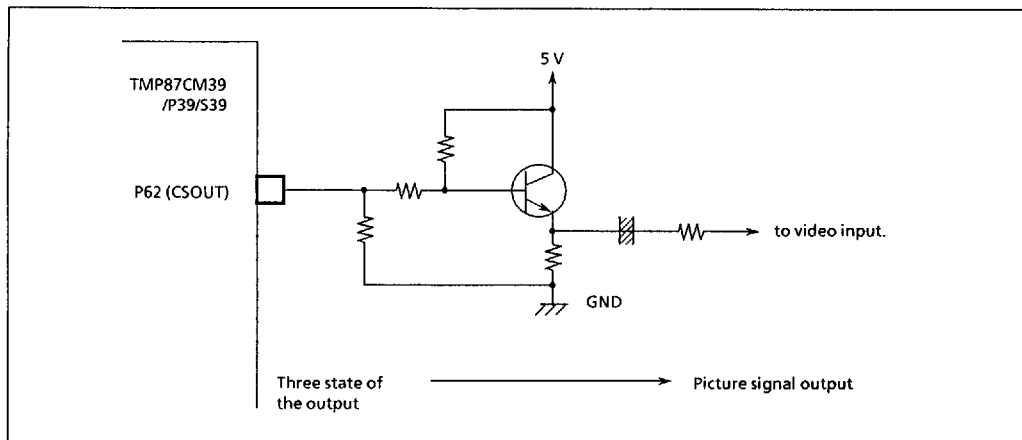 5 V
TMP87CM39
/P39/S39
P62 (CSOUT)
to video input.
GND
Three state of
the output
Picture signal output